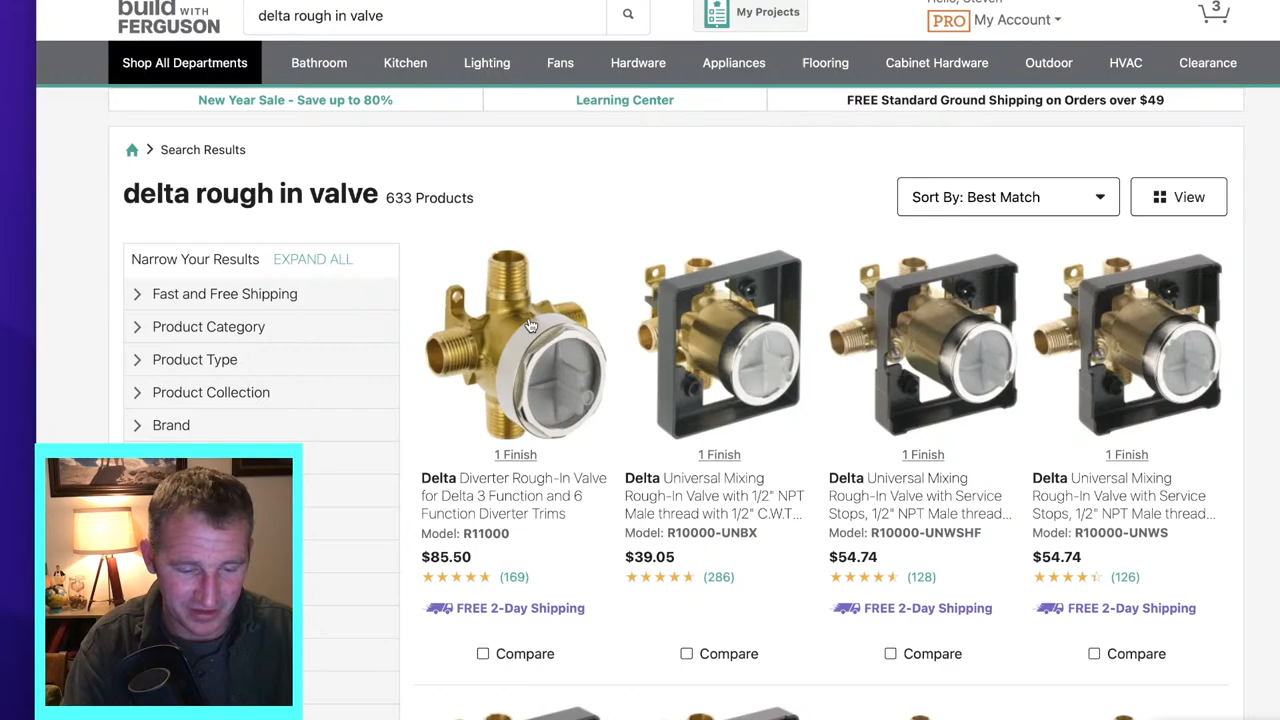 build WITH
FERGUSON
delta rough in valve
My Projects
Hello, Steven
PRO My Account
3
Shop All Departments
Bathroom
Kitchen
Lighting
Fans
Hardware
Appliances
Flooring
Cabinet Hardware
Outdoor
HVAC
Clearance
New Year Sale - Save up to 80%
Learning Center
FREE Standard Ground Shipping on Orders over $49
Search Results
delta rough in valve 633 Products
Sort By: Best Match
View
Narrow Your Results EXPAND ALL
Fast and Free Shipping
Product Category
Product Type
Product Collection
Brand
1 Finish
Delta Diverter Rough-In Valve
for Delta 3 Function and 6
Function Diverter Trims
Model: R11000
$85.50
(169)
FREE 2-Day Shipping
Compare
1 Finish
Delta Universal Mixing
Rough-In Valve with 1/2" NPT
Male thread with 1/2" C.W.T...
Model: R10000-UNBX
$39.05
(286)
Compare
1 Finish
Delta Universal Mixing
Rough-In Valve with Service
Stops, 1/2" NPT Male thread...
Model: R10000-UNWSHF
$54.74
(128)
FREE 2-Day Shipping
Compare
1 Finish
Delta Universal Mixing
Rough-In Valve with Service
Stops, 1/2" NPT Male thread...
Model: R10000-UNWS
$54.74
(126)
FREE 2-Day Shipping
Compare